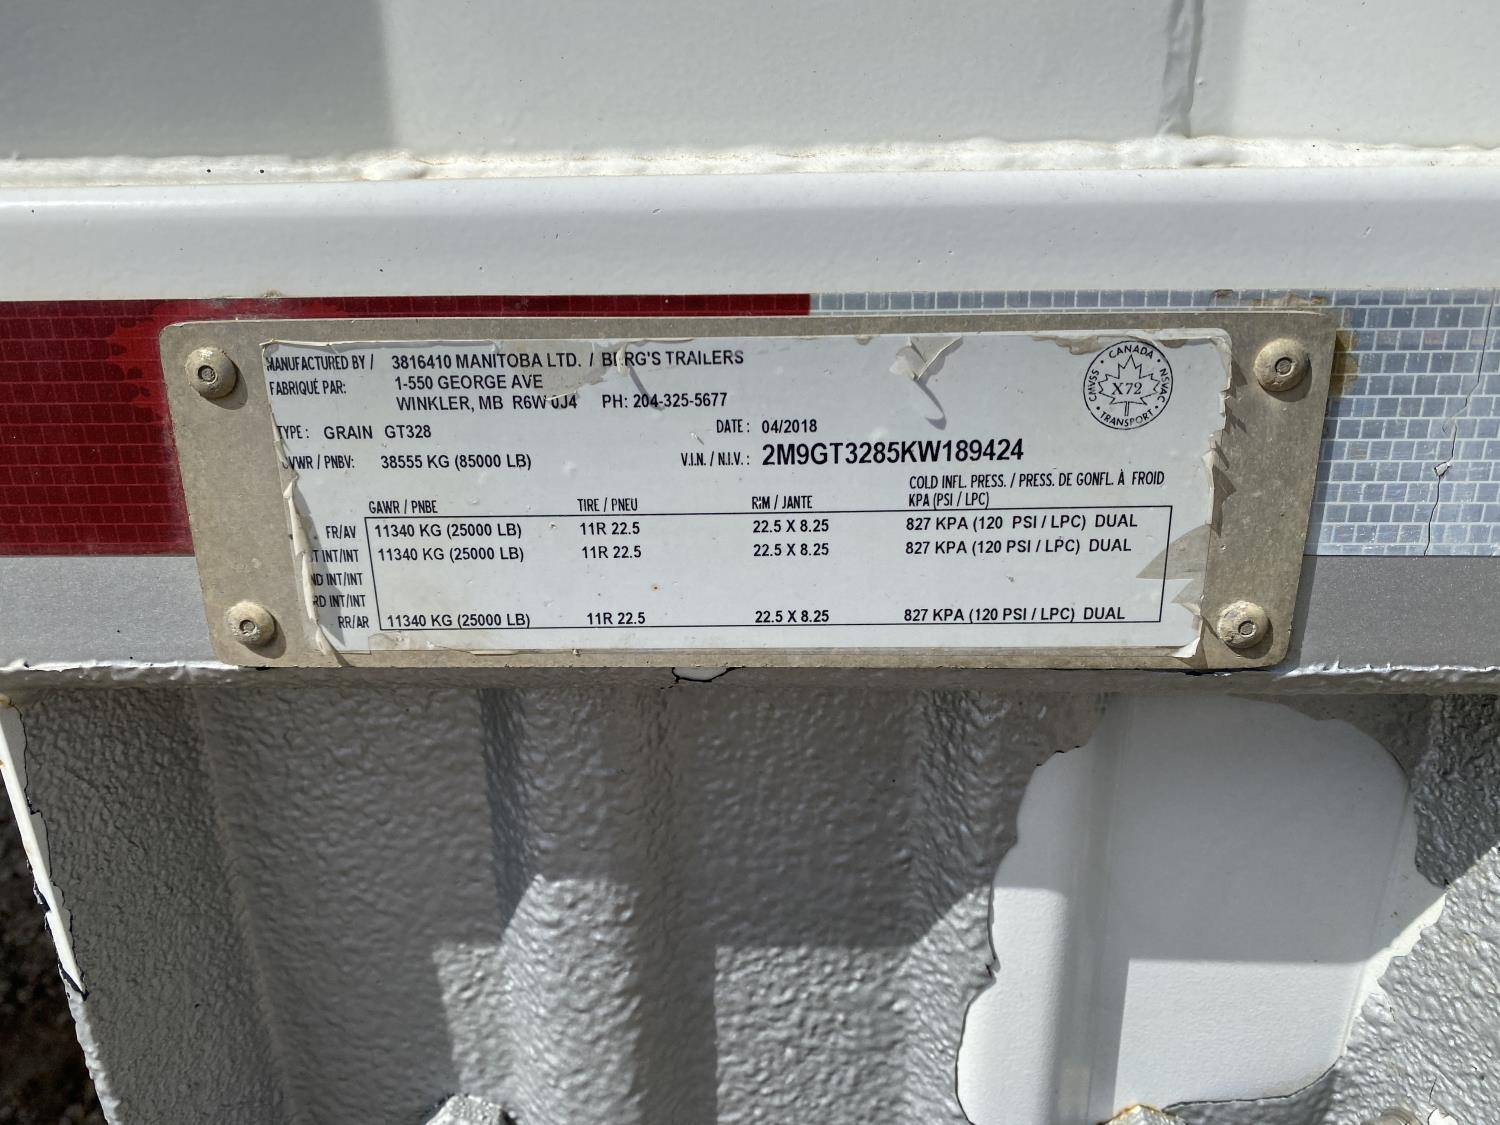 MANUFACTURED BY / 3816410 MANITOBA LTD. / BERG'S TRAILERS
FABRIQUÉ PAR: 1-550 GEORGE AVE
WINKLER, MB R6W 0J4 PH: 204-325-5677
TYPE: GRAIN GT328 DATE: 04/2018
GVWR / PNBV: 38555 KG (85000 LB) V.I.N. / N.I.V.: 2M9GT3285KW189424
CANADA
CMVSS
NSVAC
X72
TRANSPORT
GAWR / PNBE TIRE / PNEU RIM / JANTE COLD INFL. PRESS. / PRESS. DE GONFL. À FROID
KPA (PSI / LPC)
FR/AV 11340 KG (25000 LB) 11R 22.5 22.5 X 8.25 827 KPA (120 PSI / LPC) DUAL
ST INT/INT 11340 KG (25000 LB) 11R 22.5 22.5 X 8.25 827 KPA (120 PSI / LPC) DUAL
ND INT/INT
RD INT/INT
RR/AR 11340 KG (25000 LB) 11R 22.5 22.5 X 8.25 827 KPA (120 PSI / LPC) DUAL